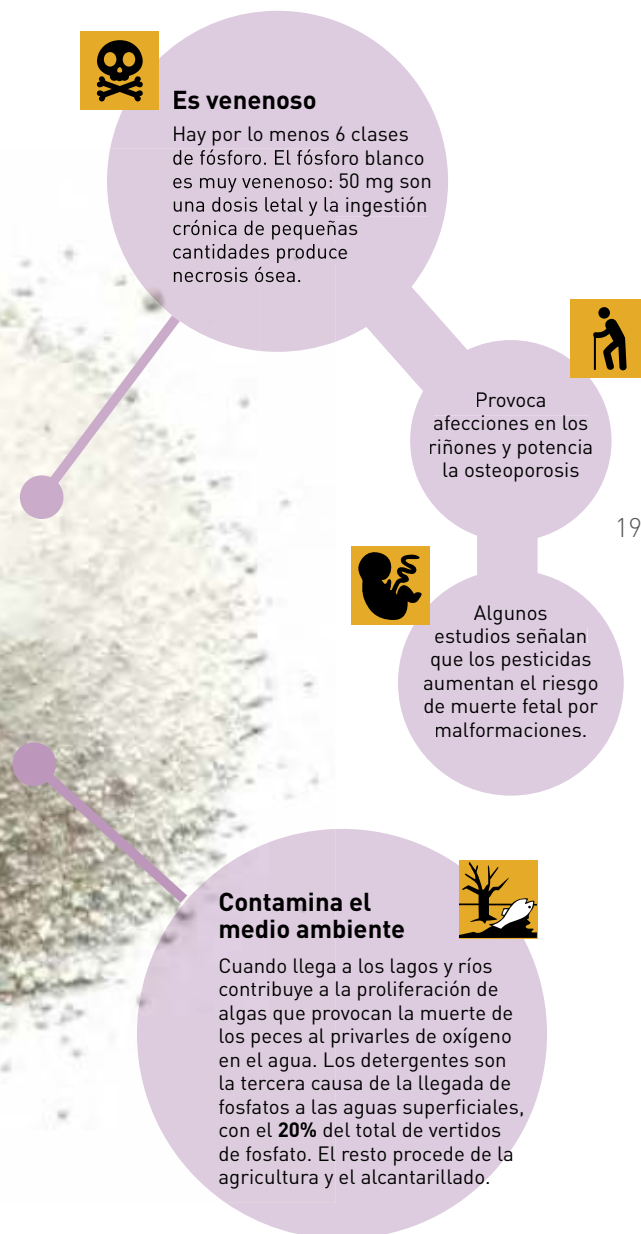 Es venenoso
Hay por lo menos 6 clases
de fósforo. El fósforo blanco
es muy venenoso: 50 mg son
una dosis letal y la ingestión
crónica de pequeñas
cantidades produce
necrosis ósea.
Provoca
afecciones en los
riñones y potencia
la osteoporosis
19
Algunos
estudios señalan
que los pesticidas
aumentan el riesgo
de muerte fetal por
malformaciones.
Contamina el
medio ambiente
Cuando llega a los lagos y ríos
contribuye a la proliferación de
algas que provocan la muerte de
los peces al privarles de oxígeno
en el agua. Los detergentes son
la tercera causa de la llegada de
fosfatos a las aguas superficiales,
con el 20% del total de vertidos
de fosfato. El resto procede de la
agricultura y el alcantarillado.